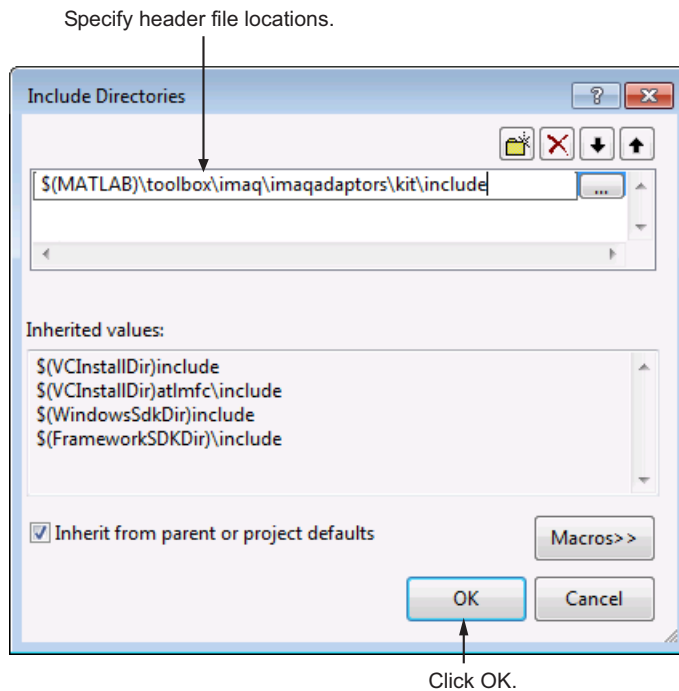 Specify header file locations.
Include Directories
$(MATLAB)\toolbox\imaq\imaqadaptors\kit\include
...
Inherited values:
$(VCInstallDir)include
$(VCInstallDir)atlmfc\include
$(WindowsSdkDir)include
$(FrameworkSDKDir)\include
Inherit from parent or project defaults
Macros>>
OK
Cancel
Click OK.